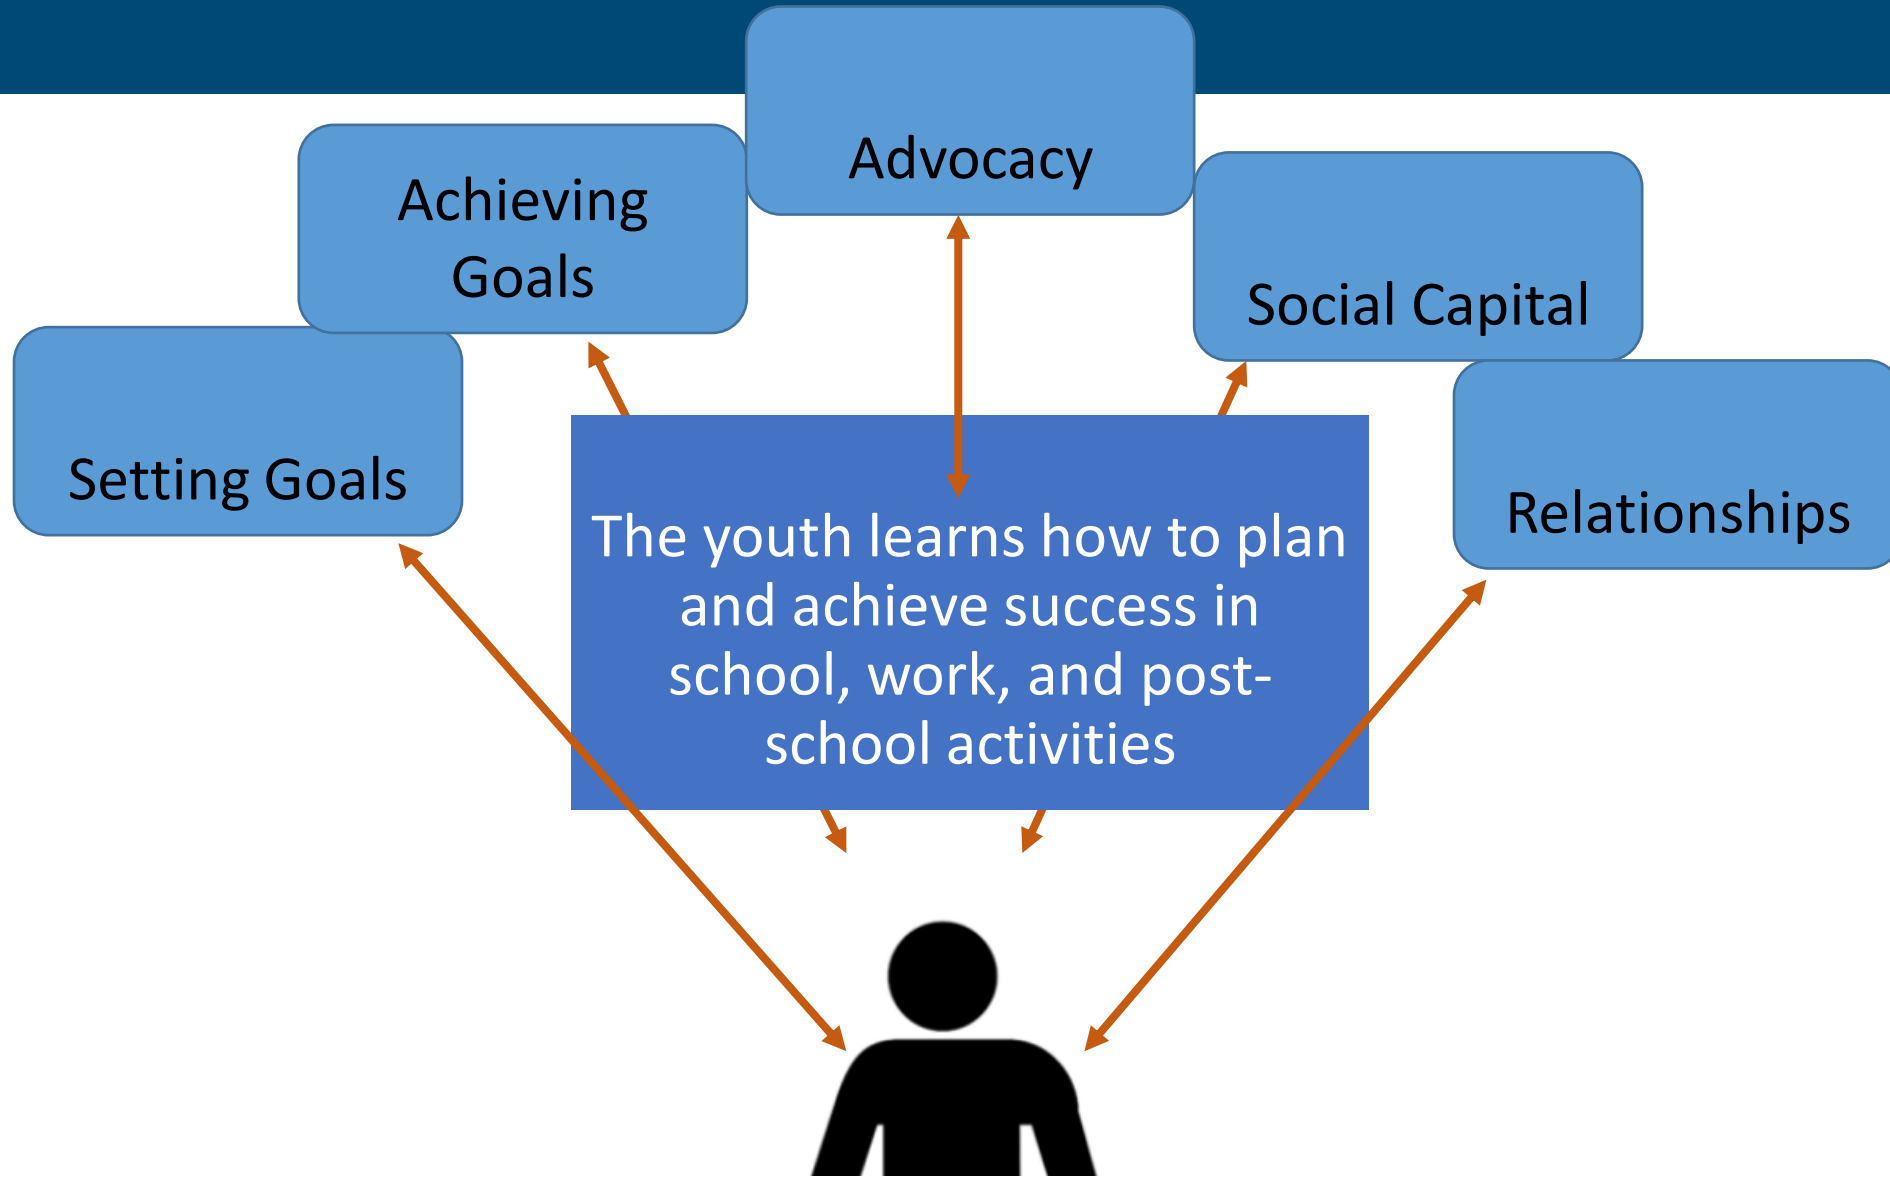 Advocacy
Achieving
Goals
Social Capital
Setting Goals
Relationships
The youth learns how to plan
and achieve success in
school, work, and post-
school activities